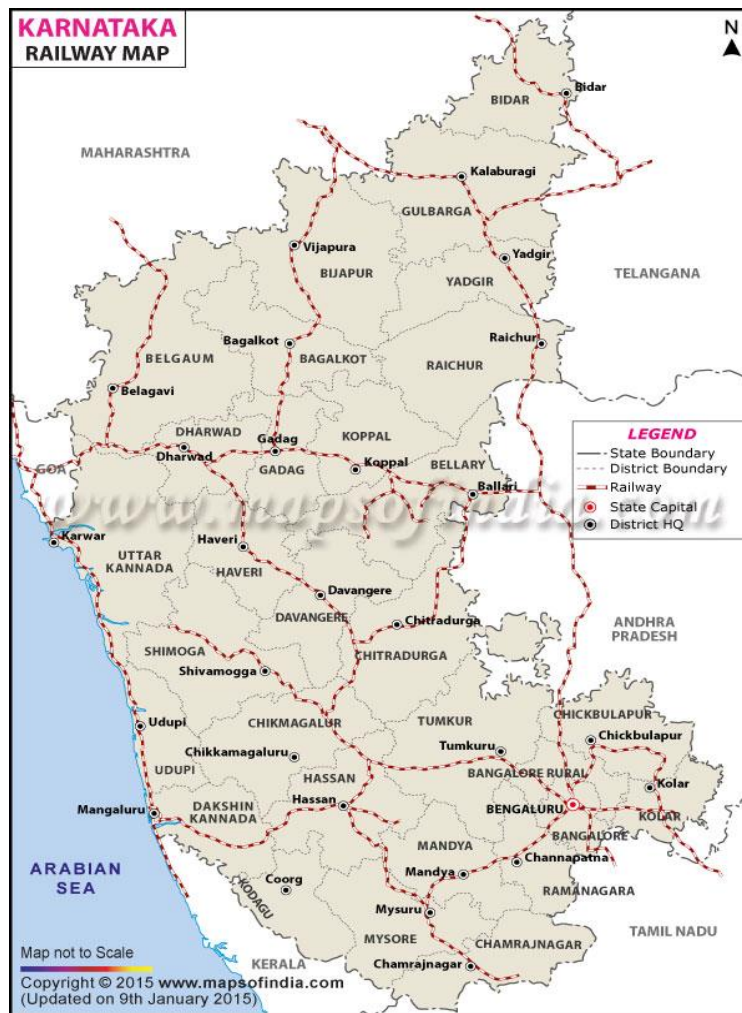 KARNATAKA
RAILWAY MAP
N
Bidar
BIDAR
MAHARASHTRA
Kalaburagi
GULBARGA
Vijapura
BIJAPUR
Yadgir
YADGIR
TELANGANA
Bagalkot
BAGALKOT
Raichur
RAICHUR
BELGAUM
Belagavi
LEGEND
State Boundary
District Boundary
Railway
State Capital
District HQ
DHARWAD
Dharwad
Gadag
GADAG
KOPPAL
Koppal
BELLARY
Ballari
GOA
www.mapsofindia.com
Karwar
UTTAR
KANNADA
Haveri
HAVERI
Davangere
DAVANGERE
Chitradurga
CHITRADURGA
ANDHRA
PRADESH
SHIMOGA
Shivamogga
Udupi
UDUPI
CHIKMAGALUR
Chikkamagaluru
TUMKUR
Tumkuru
CHICKBULAPUR
Chickbulapur
BANGALORE RURAL
Kolar
KOLAR
HASSAN
Hassan
BENGALURU
BANGALORE
Mangaluru
DAKSHIN
KANNADA
MANDYA
Mandya
Channapatna
RAMANAGARA
ARABIAN
SEA
Coorg
KODAGU
Mysuru
MYSORE
CHAMRAJNAGAR
Chamrajnagar
TAMIL NADU
KERALA
Map not to Scale
Copyright © 2015 www.mapsofindia.com
(Updated on 9th January 2015)